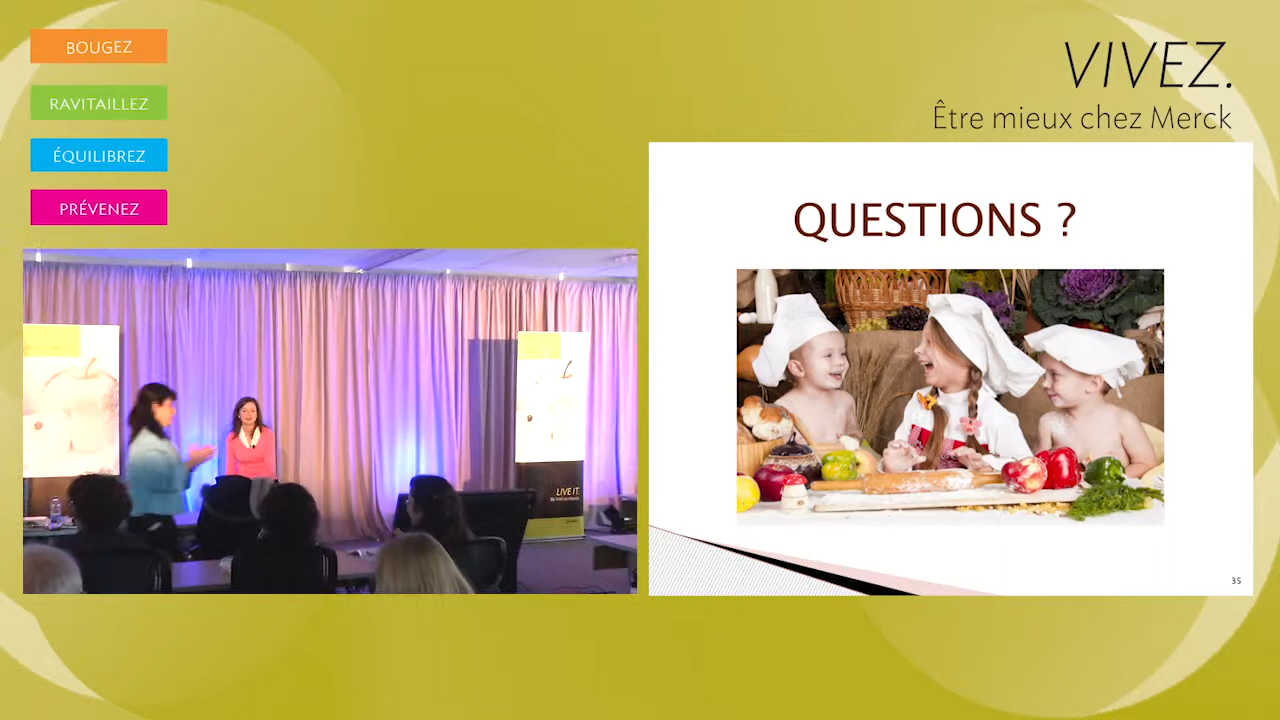 BOUGEZ
RAVITAILLEZ
ÉQUILIBREZ
PRÉVENEZ
VIVEZ.
Être mieux chez Merck
QUESTIONS ?
35
LIVE IT.